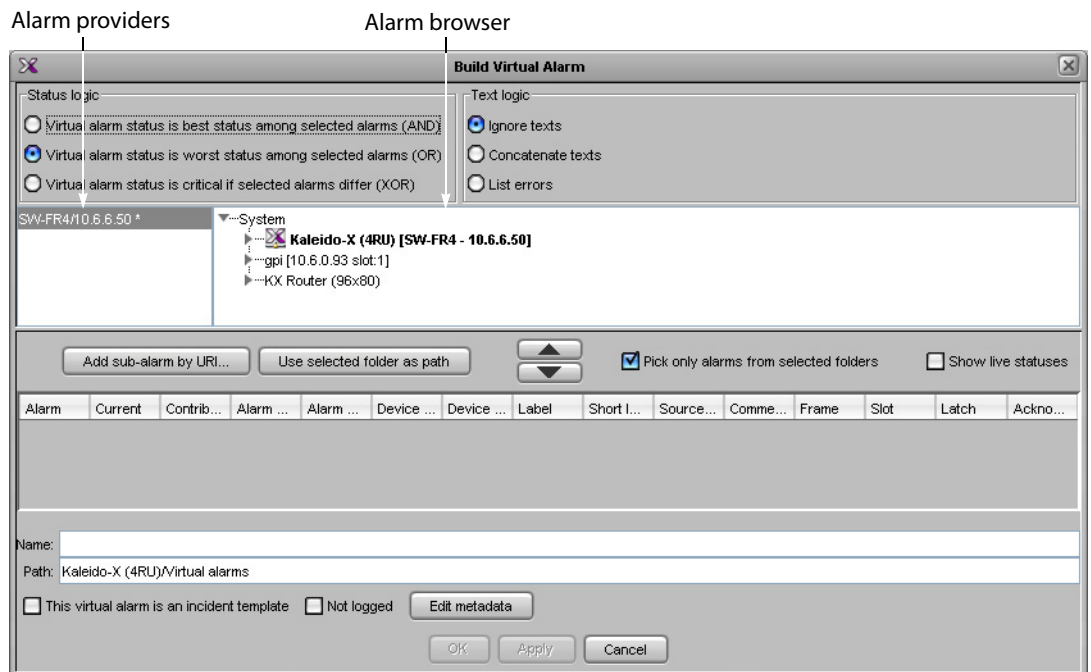 Alarm providers
Alarm browser
Build Virtual Alarm
Status logic
Virtual alarm status is best status among selected alarms (AND)
Virtual alarm status is worst status among selected alarms (OR)
Virtual alarm status is critical if selected alarms differ (XOR)
Text logic
Ignore texts
Concatenate texts
List errors
SW-FR4/10.6.6.50 *
System
Kaleido-X (4RU) [SW-FR4 - 10.6.6.50]
gpi [10.6.0.93 slot:1]
KX Router (96x80)
Add sub-alarm by URI... Use selected folder as path Pick only alarms from selected folders Show live statuses
Alarm Current Contrib... Alarm ... Alarm ... Device ... Device ... Label Short l... Source... Comme... Frame Slot Latch Ackno...
Name:
Path: Kaleido-X (4RU)/Virtual alarms
This virtual alarm is an incident template Not logged Edit metadata
OK Apply Cancel